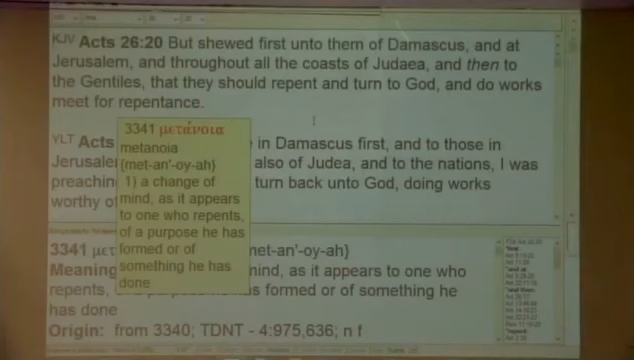 KJV Acts 26:20 But shewed first unto them of Damascus, and at
Jerusalem, and throughout all the coasts of Judaea, and then to
the Gentiles, that they should repent and turn to God, and do works
meet for repentance.
3341 μετάνοια
metanoia
{met-an'-oy-ah}
1) a change of
mind, as it appears
to one who repents,
of a purpose he has
formed or of
something he has
done
YLT Acts in Damascus first, and to those in
Jerusale also of Judea, and to the nations, I was
preachin turn back unto God, doing works
worthy o
3341 μετ met-an'-oy-ah}
Meaning mind, as it appears to one who
repents, s formed or of something he
has done
Origin: from 3340; TDNT - 4:975,636; n f